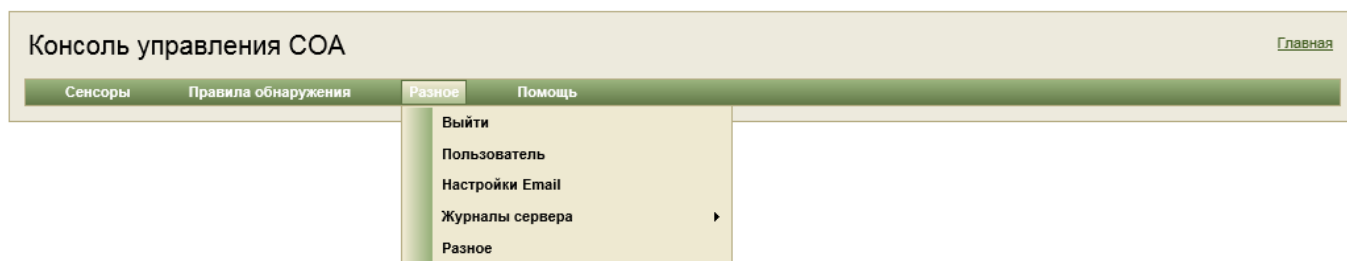 Консоль управления СОА
Главная
Сенсоры Правила обнаружения Разное Помощь
Выйти
Пользователь
Настройки Email
Журналы сервера
Разное